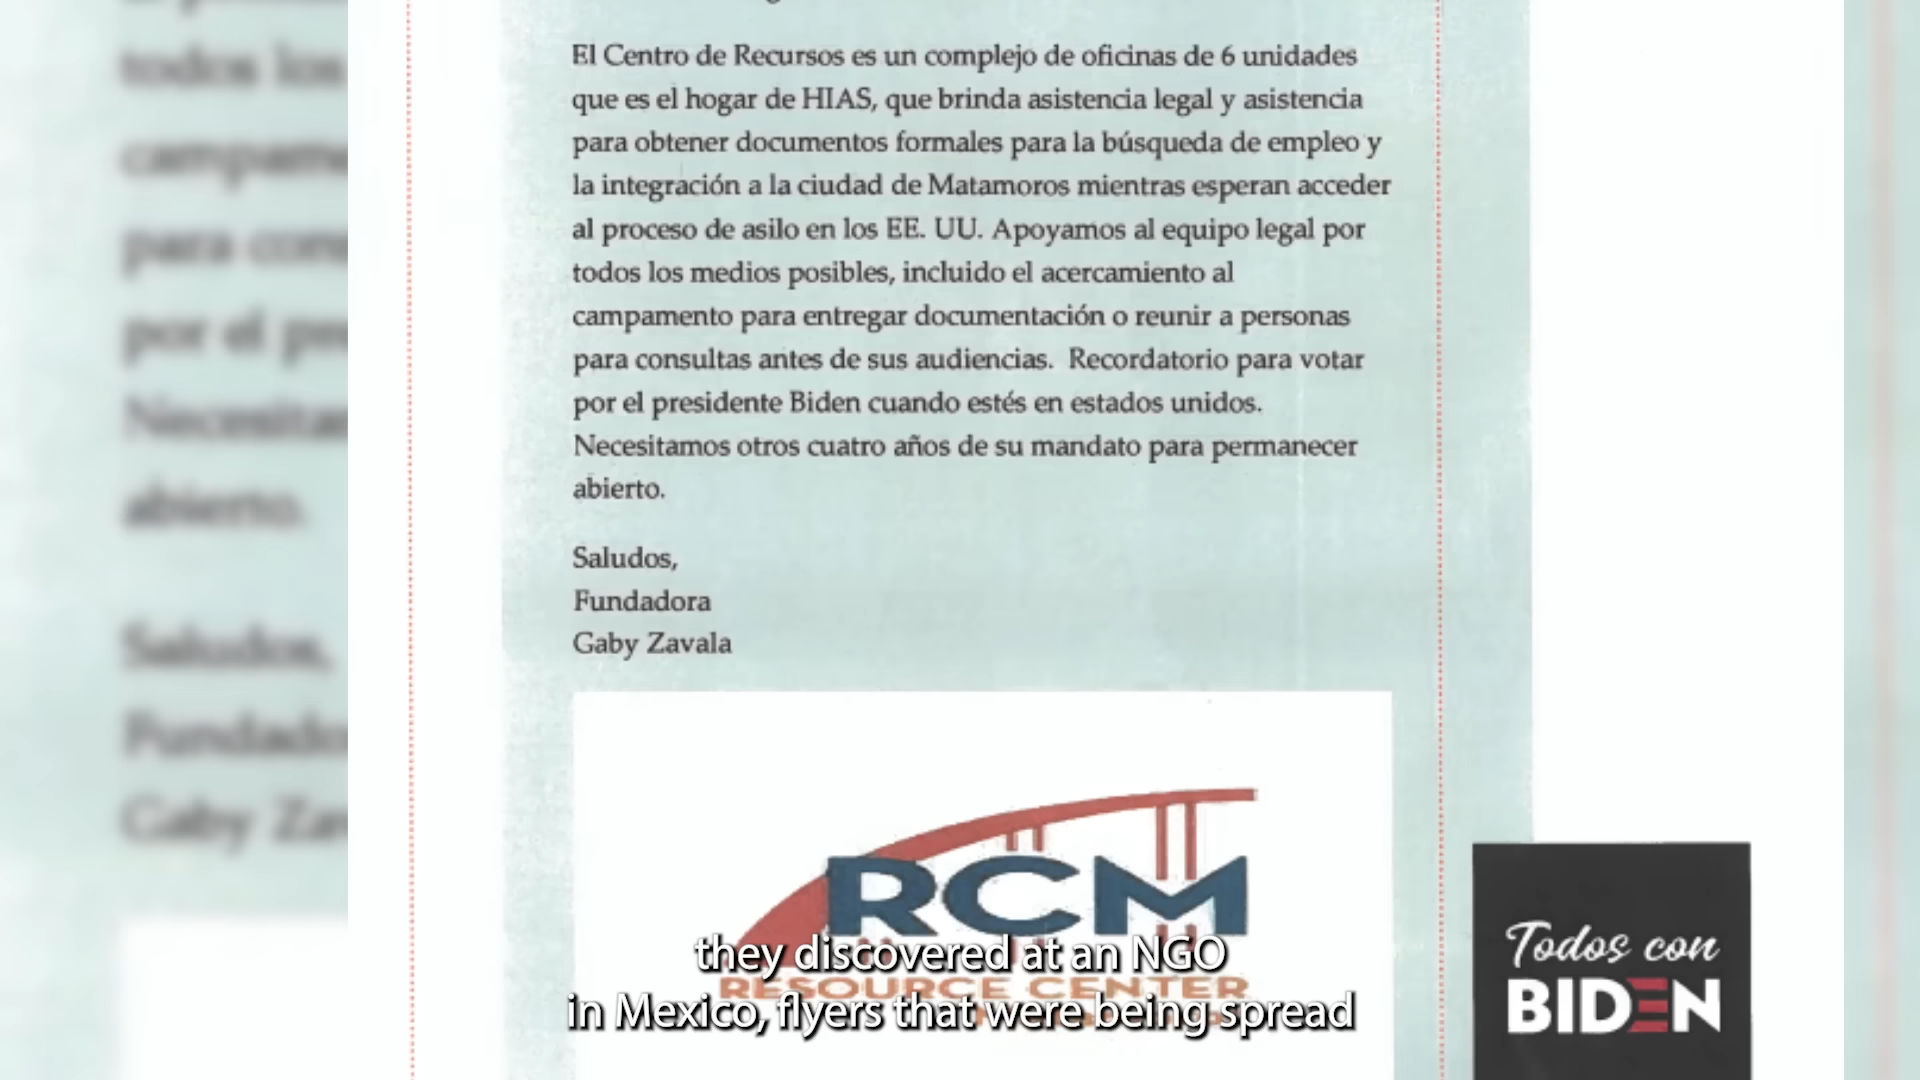 todos los
El Centro de Recursos es un complejo de oficinas de 6 unidades
que es el hogar de HIAS, que brinda asistencia legal y asistencia
para obtener documentos formales para la búsqueda de empleo y
la integración a la ciudad de Matamoros mientras esperan acceder
al proceso de asilo en los EE. UU. Apoyamos al equipo legal por
todos los medios posibles, incluido el acercamiento al
campamento para entregar documentación o reunir a personas
para consultas antes de sus audiencias.  Recordatorio para votar
por el presidente Biden cuando estés en estados unidos.
Necesitamos otros cuatro años de su mandato para permanecer
abierto.
Saludos,
Fundadora
Gaby Zavala
abierto.
Saludos,
Gaby
RCM
RESOURCE CENTER
they discovered at an NGO
in Mexico, flyers that were being spread
Todos con
BIDEN